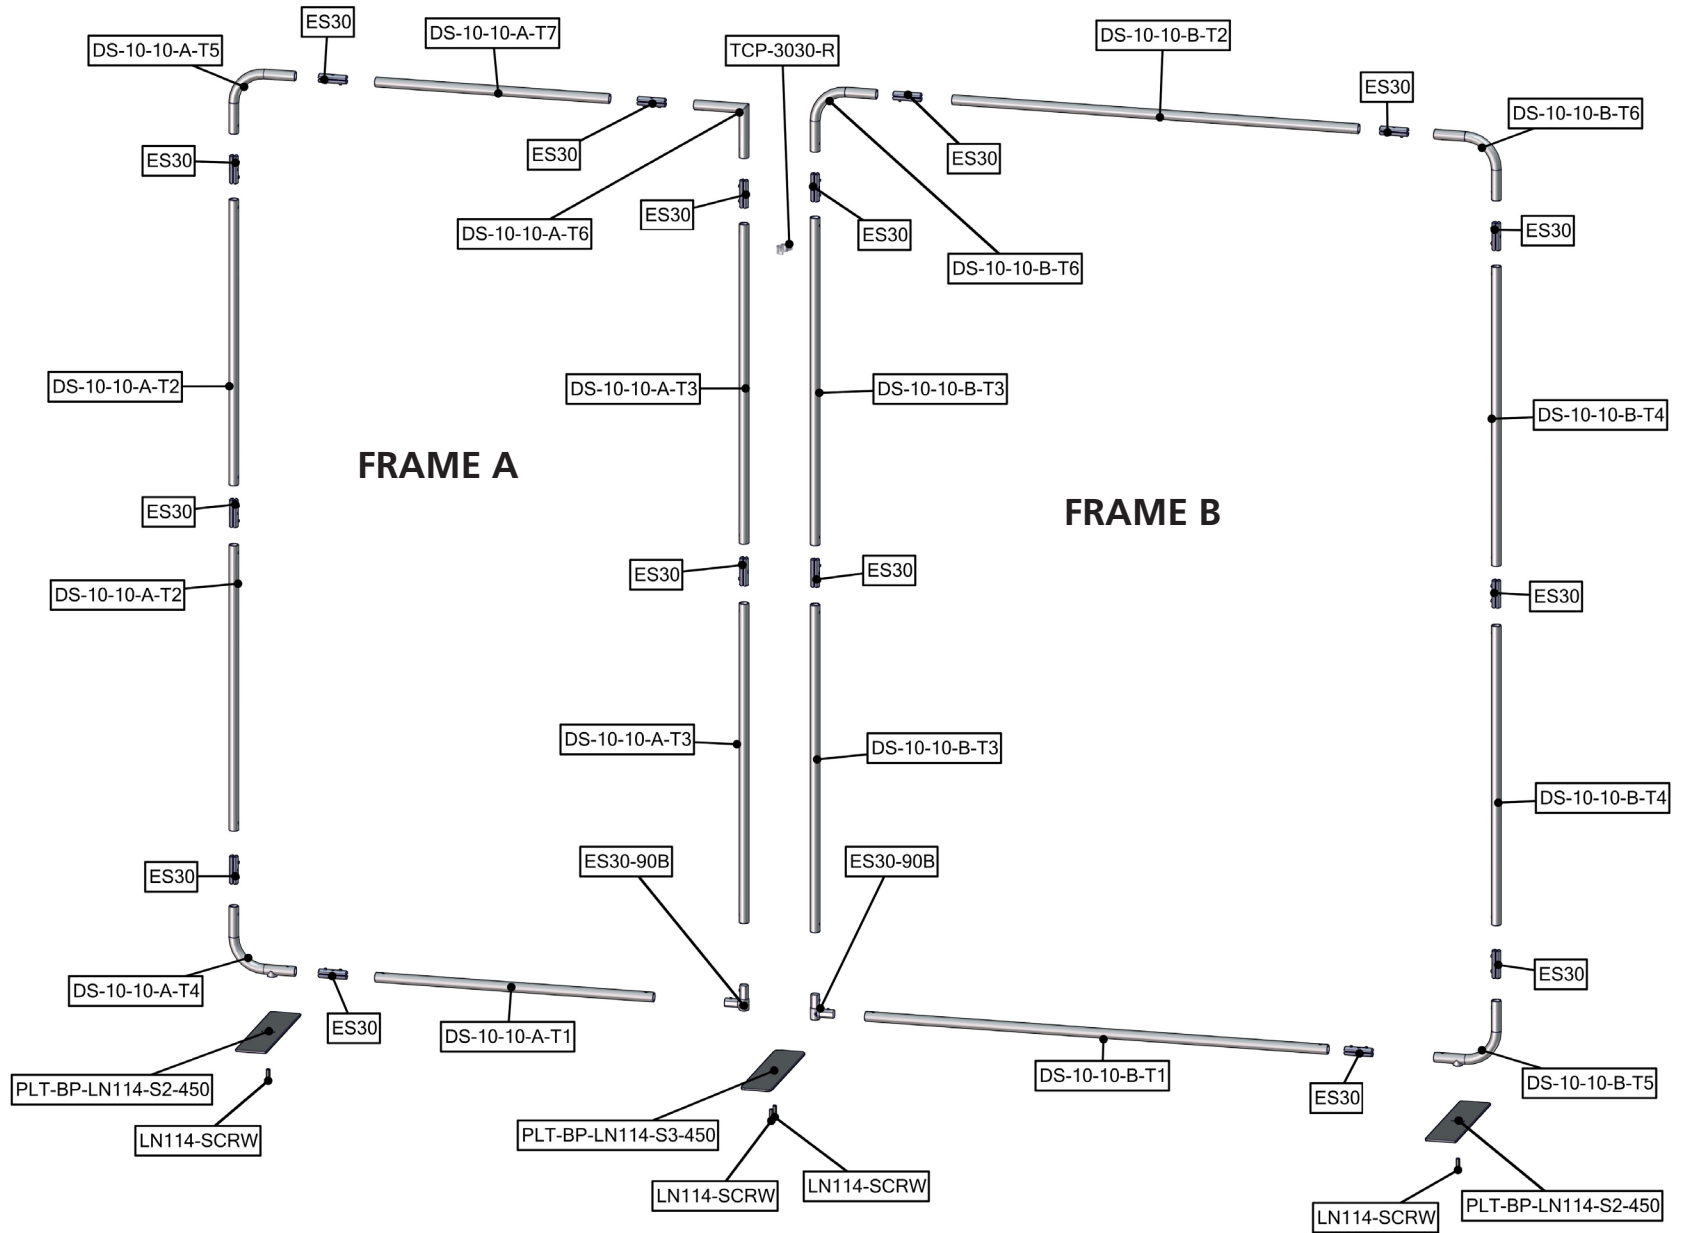 ES30
DS-10-10-A-T7
DS-10-10-B-T2
DS-10-10-A-T5
TCP-3030-R
ES30
DS-10-10-B-T6
ES30
ES30
ES30
DS-10-10-A-T6
ES30
ES30
ES30
DS-10-10-B-T6
DS-10-10-A-T2
DS-10-10-A-T3
DS-10-10-B-T3
DS-10-10-B-T4
FRAME A
FRAME B
ES30
ES30
ES30
ES30
DS-10-10-A-T2
DS-10-10-A-T3
DS-10-10-B-T3
DS-10-10-B-T4
ES30
ES30-90B
ES30-90B
ES30
DS-10-10-A-T4
ES30
DS-10-10-A-T1
DS-10-10-B-T1
DS-10-10-B-T5
ES30
PLT-BP-LN114-S2-450
LN114-SCRW
PLT-BP-LN114-S3-450
LN114-SCRW
LN114-SCRW
LN114-SCRW
PLT-BP-LN114-S2-450